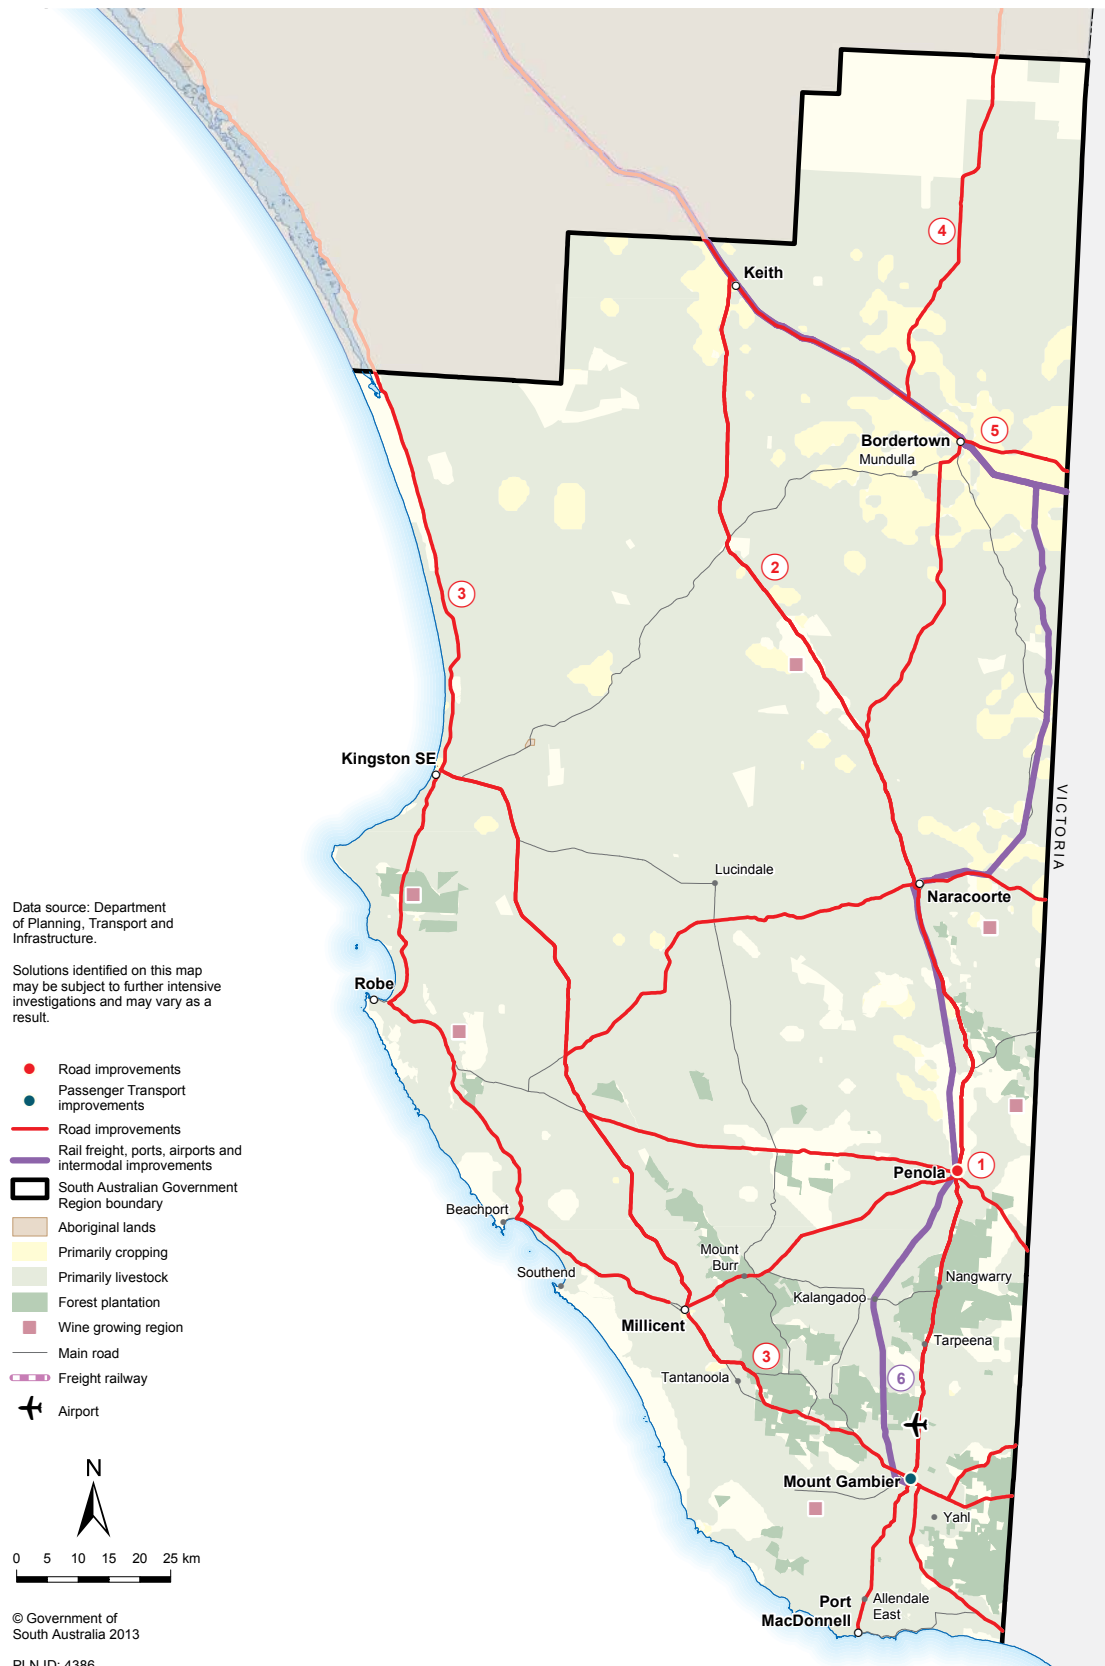 4
Keith
5
Bordertown
Mundulla
2
3
Kingston SE
VICTORIA
Lucindale
Naracoorte
Data source: Department
of Planning, Transport and
Infrastructure.
Solutions identified on this map
may be subject to further intensive
investigations and may vary as a
result.
Robe
Road improvements
Passenger Transport
improvements
Road improvements
Rail freight, ports, airports and
intermodal improvements
South Australian Government
Region boundary
Aboriginal lands
Primarily cropping
Primarily livestock
Forest plantation
Wine growing region
Main road
Freight railway
Airport
Penola
1
Beachport
Mount
Burr
Southend
Nangwarry
Kalangadoo
Millicent
Tarpeena
3
Tantanoola
6
Mount Gambier
Yahl
Port
MacDonnell
Allendale
East
N
0 5 10 15 20 25 km
© Government of
South Australia 2013
PLN ID: 4386